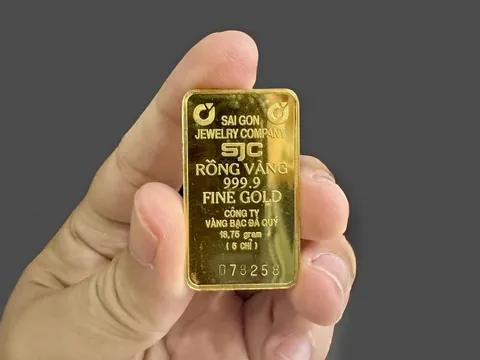 SAI GON
JEWELRY COMPANY
SJC
RỒNG VÀNG
999.9
FINE GOLD
CÔNG TY
VÀNG BẠC ĐÁ QUÝ
18,75 gram
( 5 CHỈ )
078258